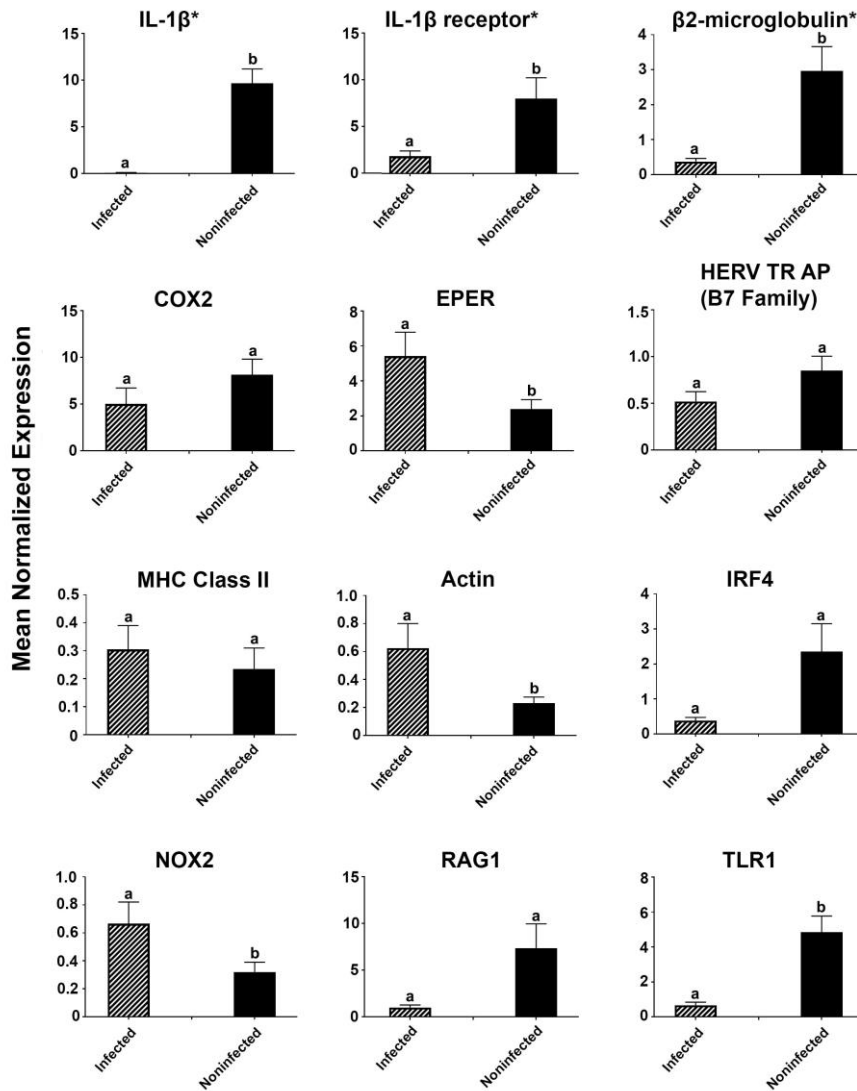 IL-1β*
15
10
5
0
a
b
Infected
Noninfected
IL-1β receptor*
15
10
5
0
a
b
Infected
Noninfected
β2-microglobulin*
4
3
2
1
0
a
b
Infected
Noninfected
Mean Normalized Expression
COX2
15
10
5
0
a
a
Infected
Noninfected
EPER
8
6
4
2
0
a
b
Infected
Noninfected
HERV TR AP
(B7 Family)
1.5
1.0
0.5
0
a
a
Infected
Noninfected
MHC Class II
0.5
0.4
0.3
0.2
0.1
0
a
a
Infected
Noninfected
Actin
1.0
0.8
0.6
0.4
0.2
0
a
b
Infected
Noninfected
IRF4
4
3
2
1
0
a
a
Infected
Noninfected
NOX2
1.0
0.8
0.6
0.4
0.2
0
a
b
Infected
Noninfected
RAG1
15
10
5
0
a
a
Infected
Noninfected
TLR1
8
6
4
2
0
a
b
Infected
Noninfected